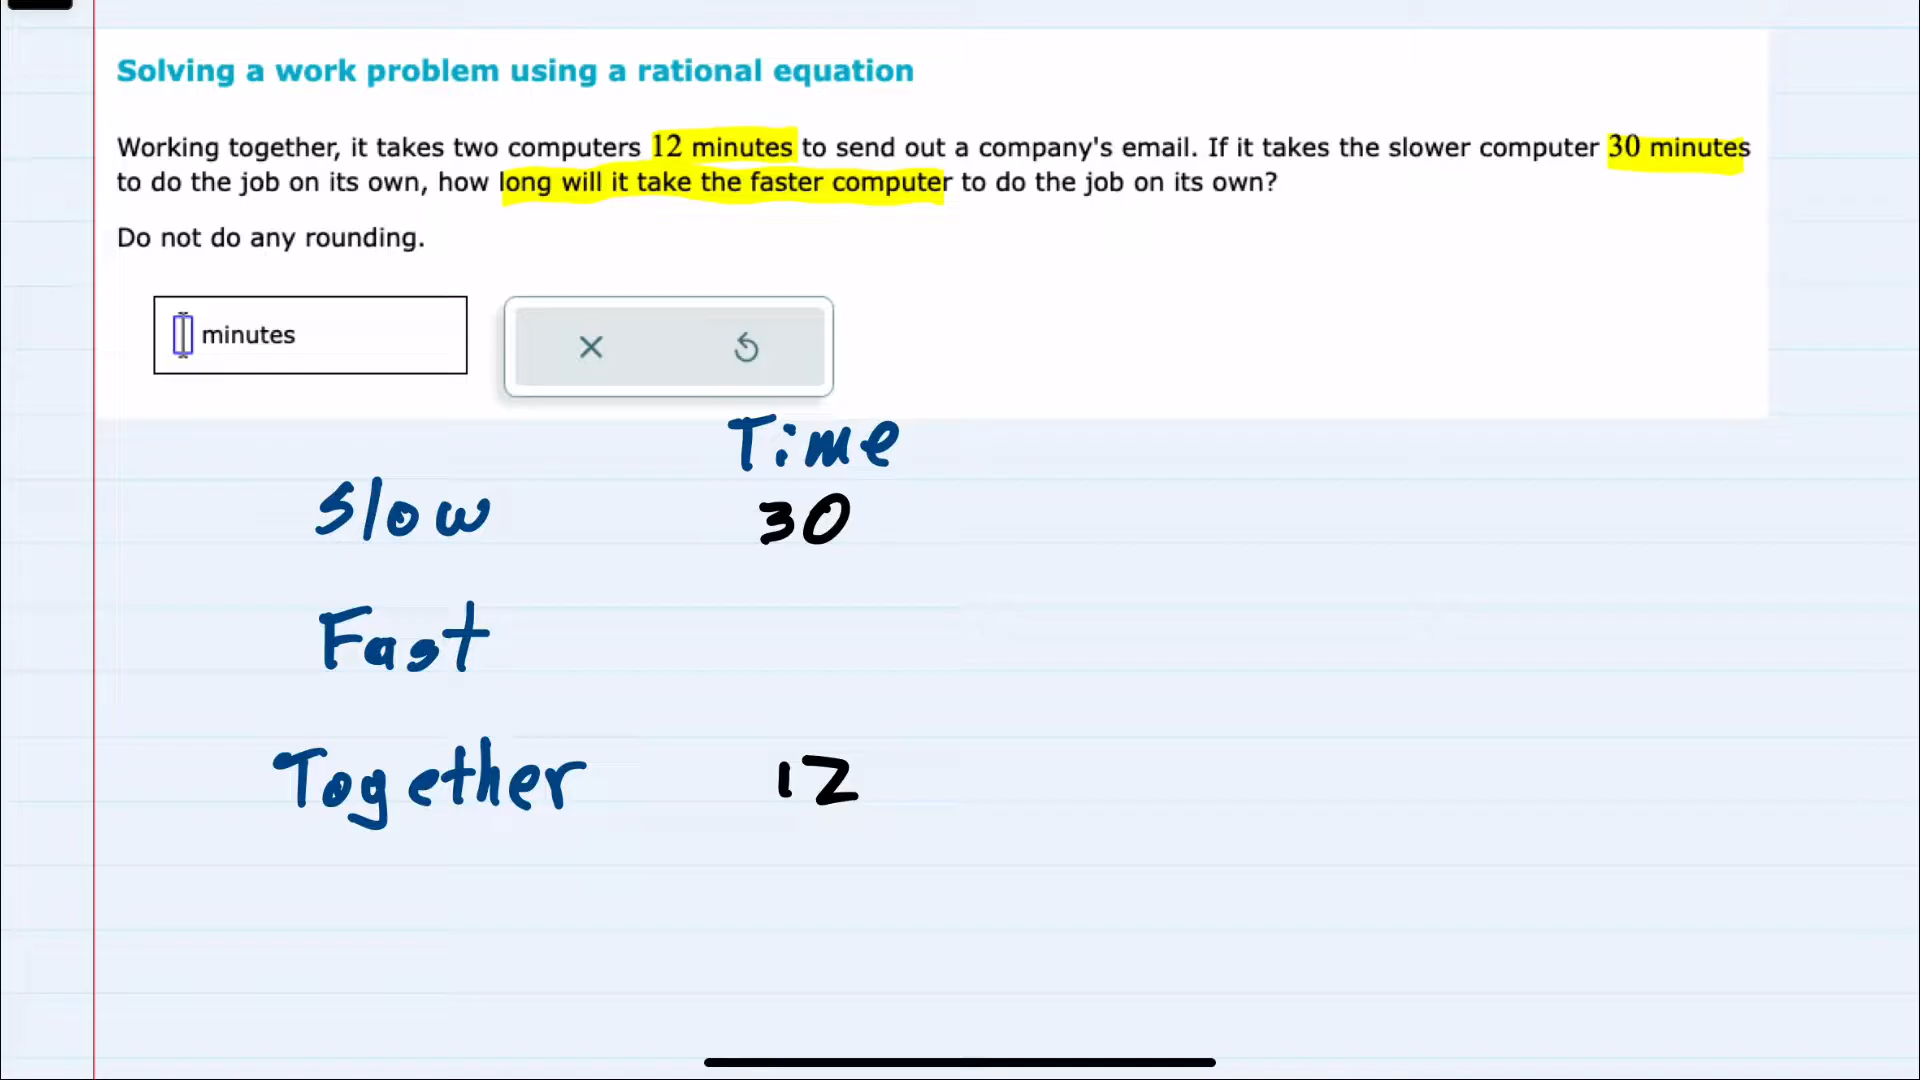 Solving a work problem using a rational equation
Working together, it takes two computers 12 minutes to send out a company's email. If it takes the slower computer 30 minutes
to do the job on its own, how long will it take the faster computer to do the job on its own?
Do not do any rounding.
minutes
Time
Slow 30
Fast
Together 12